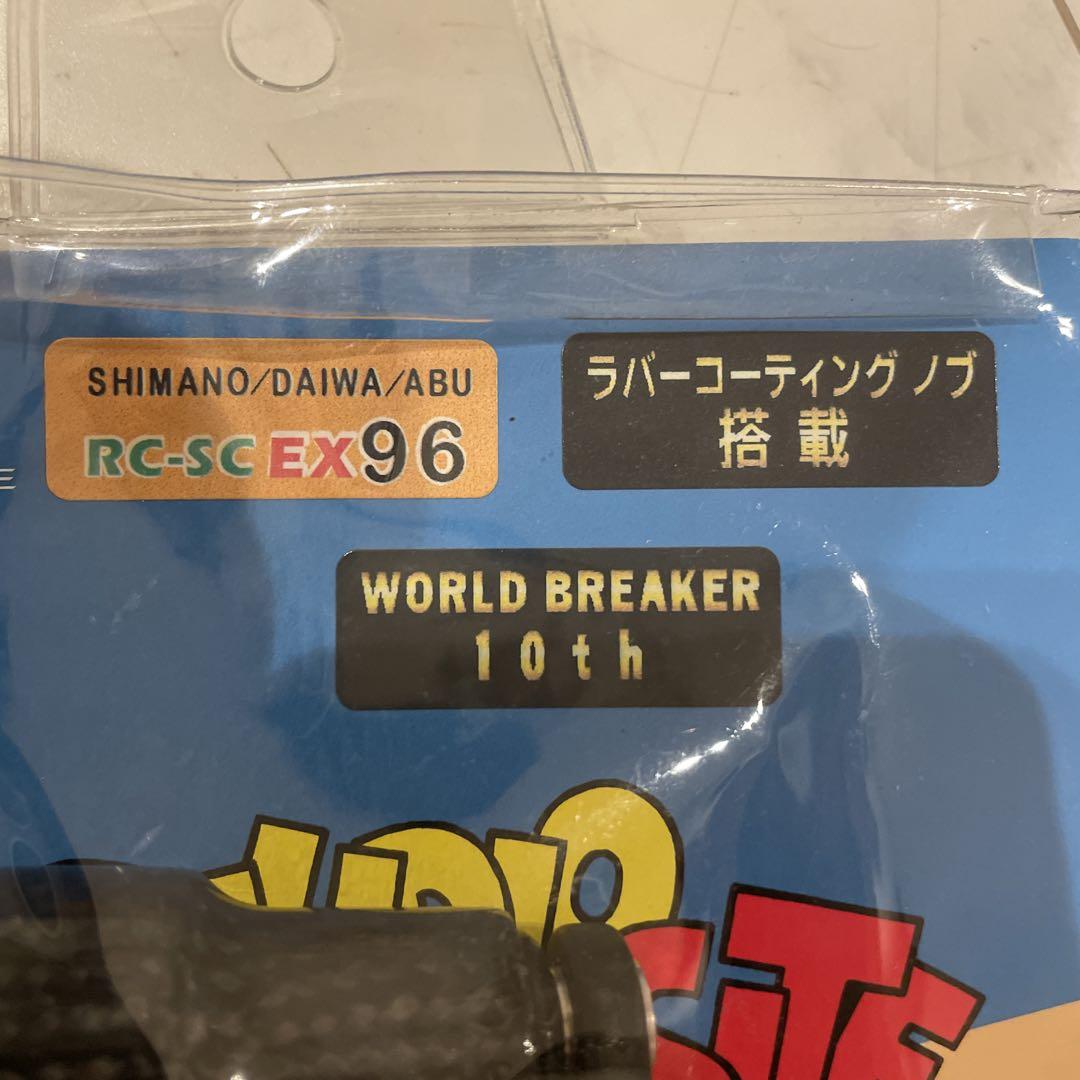 SHIMANO/DAIWA/ABU
RC-SC EX96
ラバーコーティングノブ
搭載
WORLD BREAKER
10th